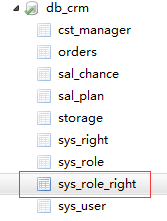 db_crm
cst_manager
orders
sal_chance
sal_plan
storage
sys_right
sys_role
sys_role_right
sys_user